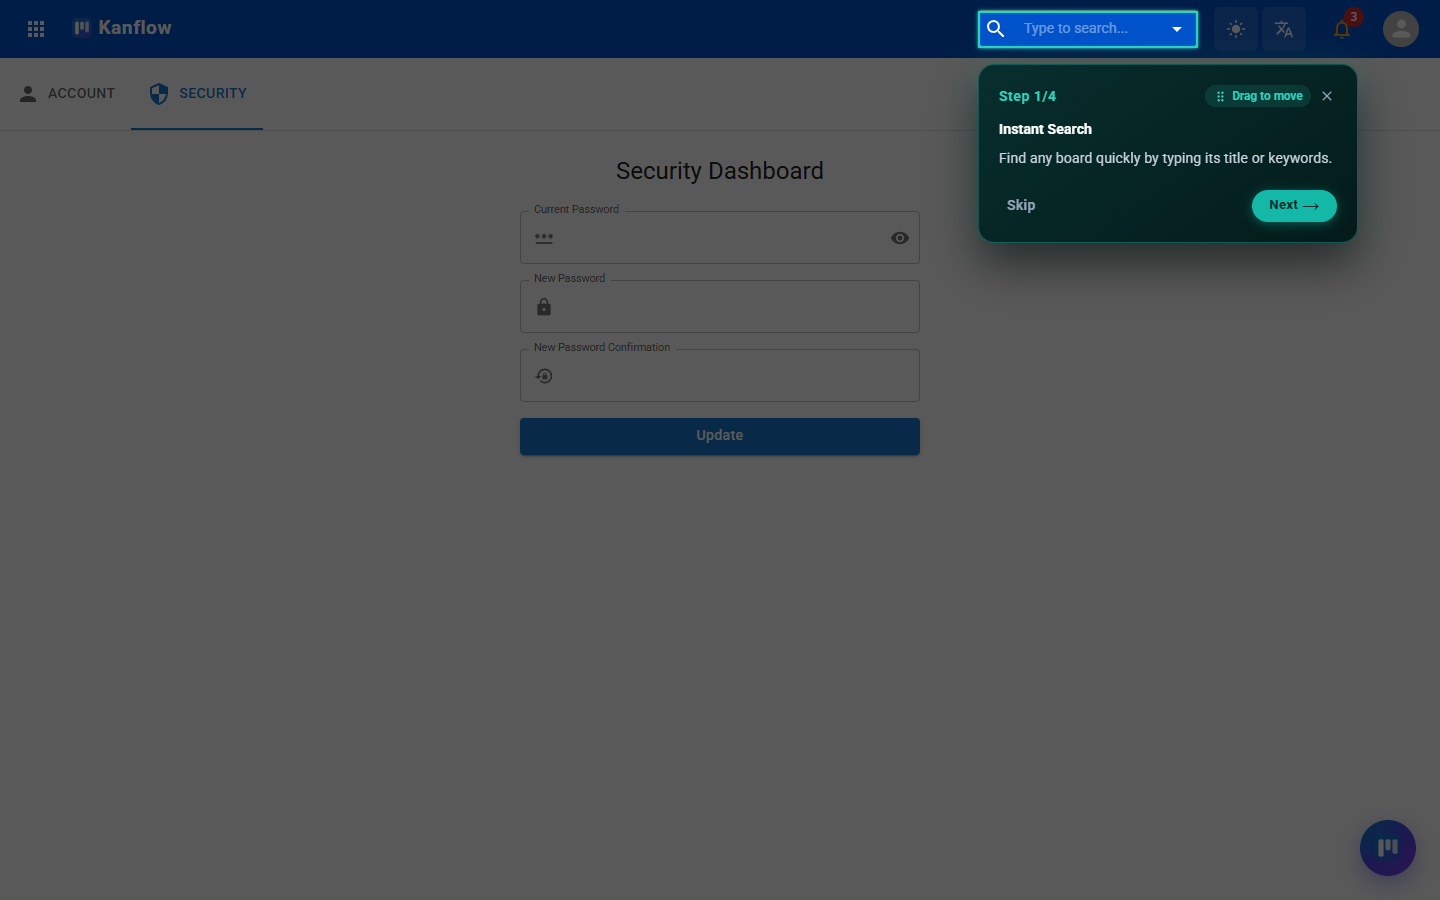 Kanflow
Type to search...
3
ACCOUNT
SECURITY
Step 1/4
Drag to move
Instant Search
Find any board quickly by typing its title or keywords.
Skip
Next →
Security Dashboard
Current Password
New Password
New Password Confirmation
Update